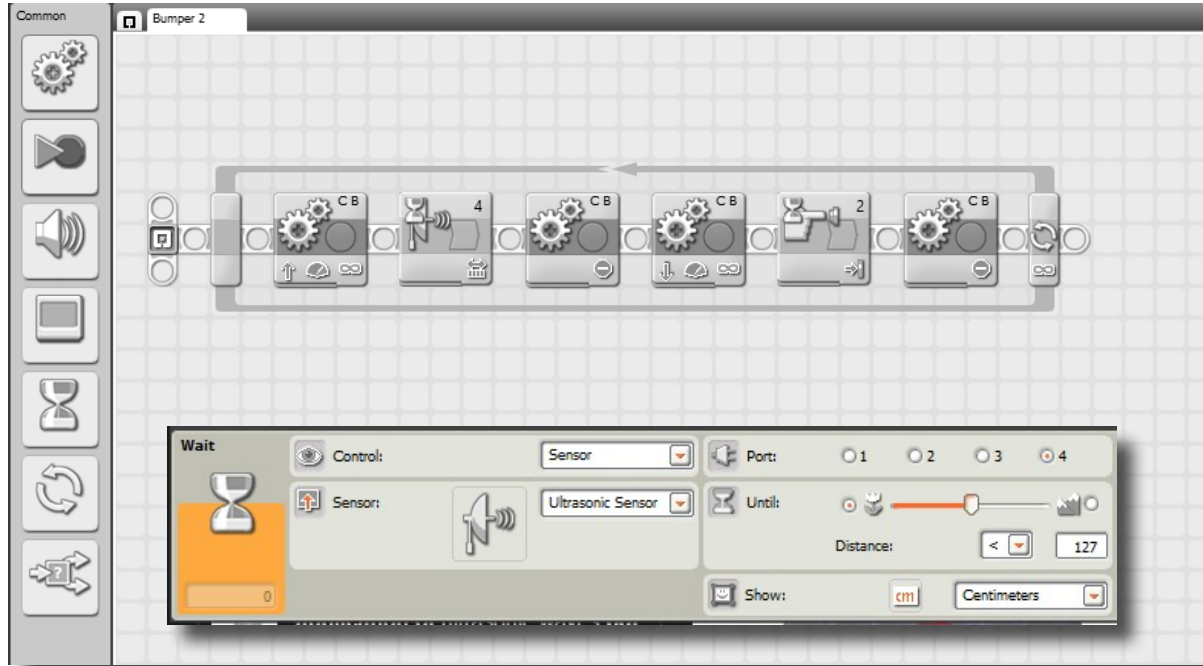 Common
Bumper 2
C B
4
C B
C B
2
C B
Wait
Control:
Sensor
Port:
1
2
3
4
Sensor:
Ultrasonic Sensor
Until:
Distance:
<
127
0
Show:
cm
Centimeters